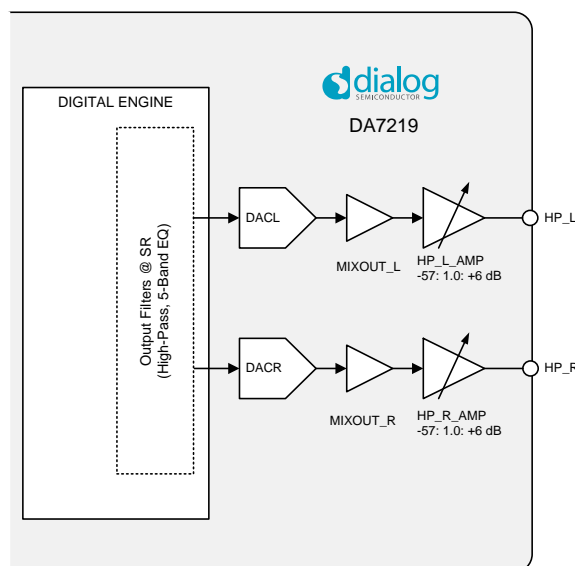 dialog
SEMICONDUCTOR
DA7219
DIGITAL ENGINE
Output Filters @ SR
(High-Pass, 5-Band EQ)
DACL
MIXOUT_L
HP_L_AMP
-57: 1.0: +6 dB
HP_L
DACR
MIXOUT_R
HP_R_AMP
-57: 1.0: +6 dB
HP_R